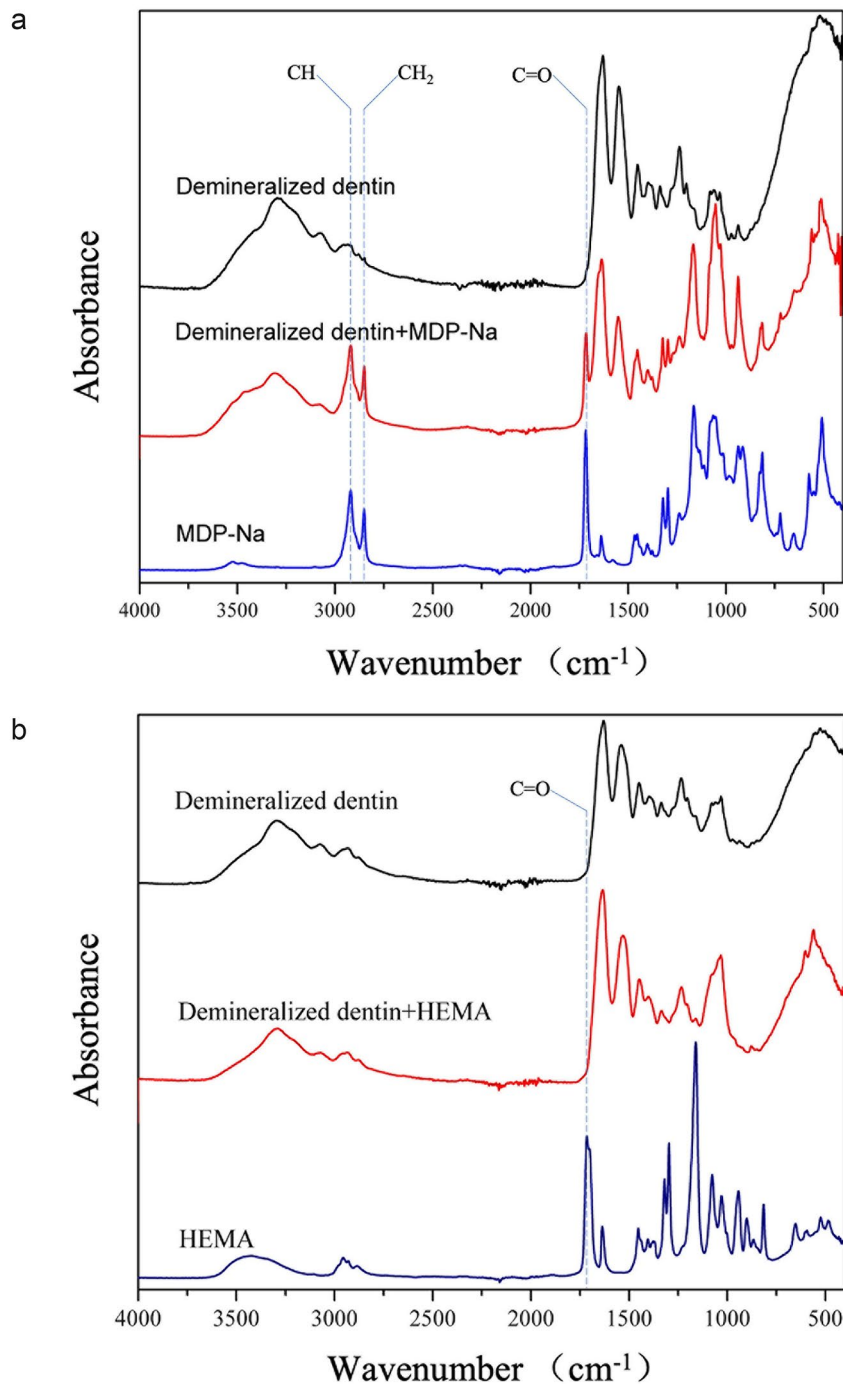 a
CH
CH₂
C=O
Demineralized dentin
Demineralized dentin+MDP-Na
MDP-Na
Absorbance
4000 3500 3000 2500 2000 1500 1000 500
Wavenumber （cm⁻¹）
b
C=O
Demineralized dentin
Demineralized dentin+HEMA
HEMA
Absorbance
4000 3500 3000 2500 2000 1500 1000 500
Wavenumber （cm⁻¹）